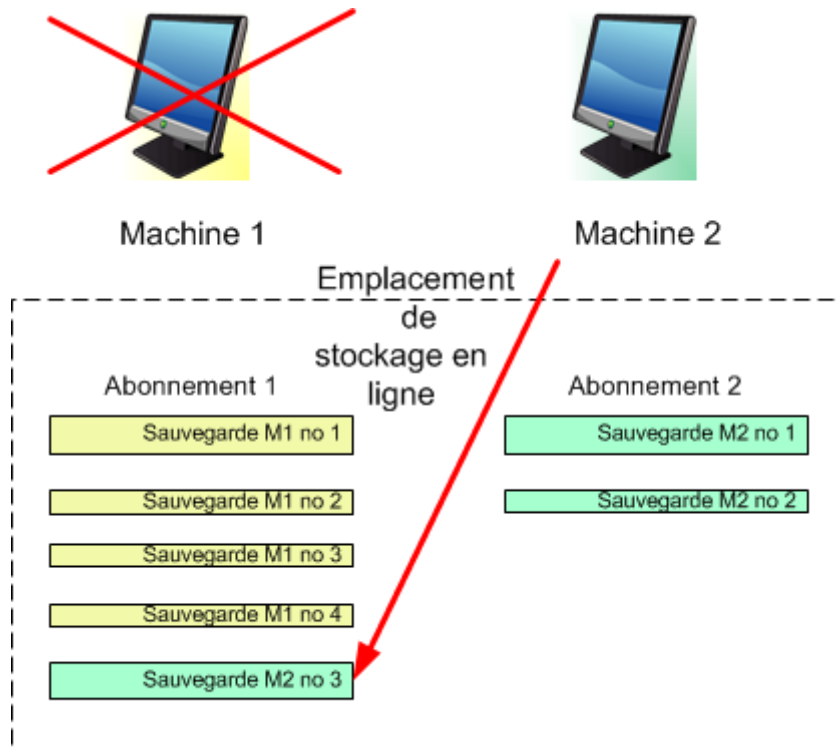 Machine 1
Machine 2
Emplacement
de
stockage en
ligne
Abonnement 1
Sauvegarde M1 no 1
Sauvegarde M1 no 2
Sauvegarde M1 no 3
Sauvegarde M1 no 4
Sauvegarde M2 no 3
Abonnement 2
Sauvegarde M2 no 1
Sauvegarde M2 no 2